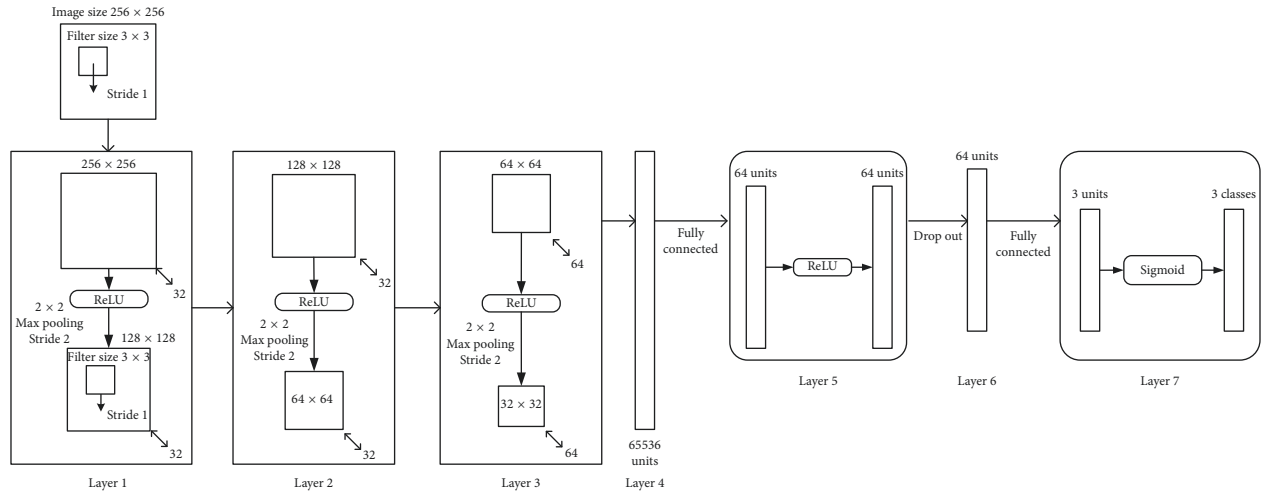 Image size 256 × 256
Filter size 3 × 3
Stride 1
256 × 256
32
ReLU
2 × 2
Max pooling
Stride 2
128 × 128
Filter size 3 × 3
Stride 1
32
Layer 1
128 × 128
32
ReLU
2 × 2
Max pooling
Stride 2
64 × 64
32
Layer 2
64 × 64
64
ReLU
2 × 2
Max pooling
Stride 2
32 × 32
64
Layer 3
65536
units
Layer 4
Fully
connected
64 units
64 units
ReLU
Layer 5
Drop out
64 units
Layer 6
Fully
connected
3 units
3 classes
Sigmoid
Layer 7